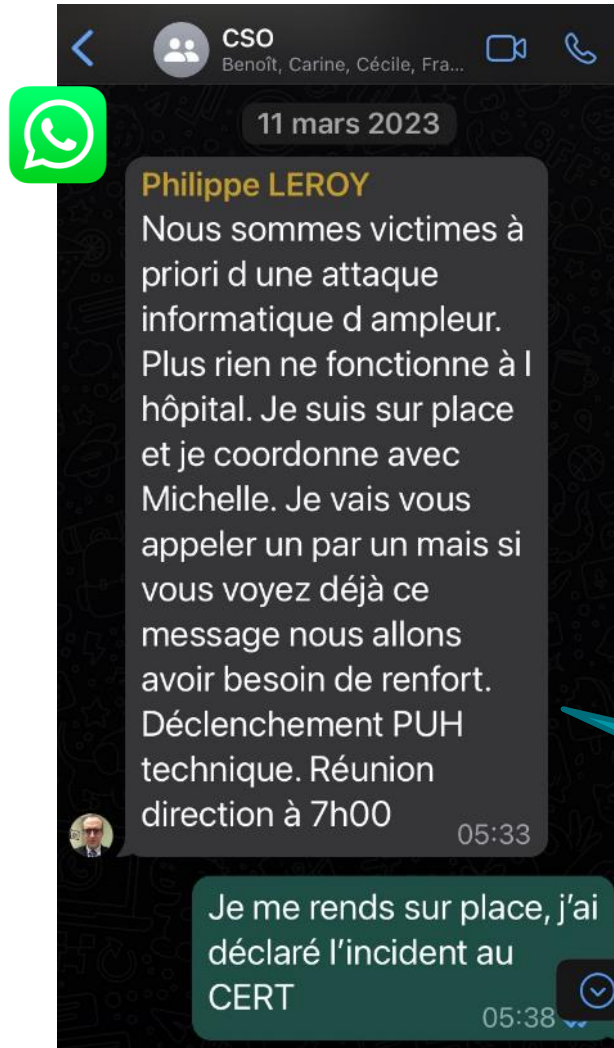 CSO
Benoît, Carine, Cécile, Fra...
11 mars 2023
Philippe LEROY
Nous sommes victimes à
priori d une attaque
informatique d ampleur.
Plus rien ne fonctionne à l
hôpital. Je suis sur place
et je coordonne avec
Michelle. Je vais vous
appeler un par un mais si
vous voyez déjà ce
message nous allons
avoir besoin de renfort.
Déclenchement PUH
technique. Réunion
direction à 7h00
05:33
Je me rends sur place, j'ai
déclaré l'incident au
CERT
05:38